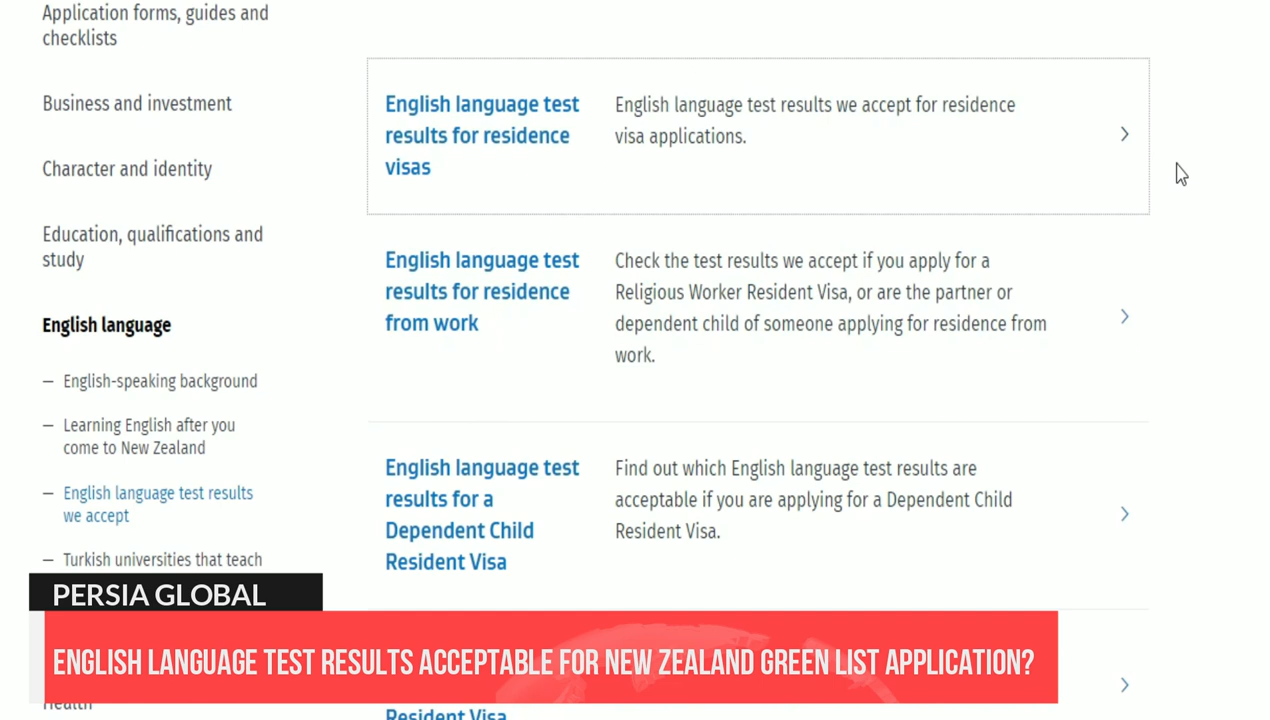 Application forms, guides and
checklists
Business and investment
Character and identity
Education, qualifications and
study
English language
– English-speaking background
– Learning English after you
come to New Zealand
– English language test results
we accept
– Turkish universities that teach
Health
English language test
results for residence
visas
English language test results we accept for residence
visa applications.
English language test
results for residence
from work
Check the test results we accept if you apply for a
Religious Worker Resident Visa, or are the partner or
dependent child of someone applying for residence from
work.
English language test
results for a
Dependent Child
Resident Visa
Find out which English language test results are
acceptable if you are applying for a Dependent Child
Resident Visa.
Resident Visa
PERSIA GLOBAL
ENGLISH LANGUAGE TEST RESULTS ACCEPTABLE FOR NEW ZEALAND GREEN LIST APPLICATION?